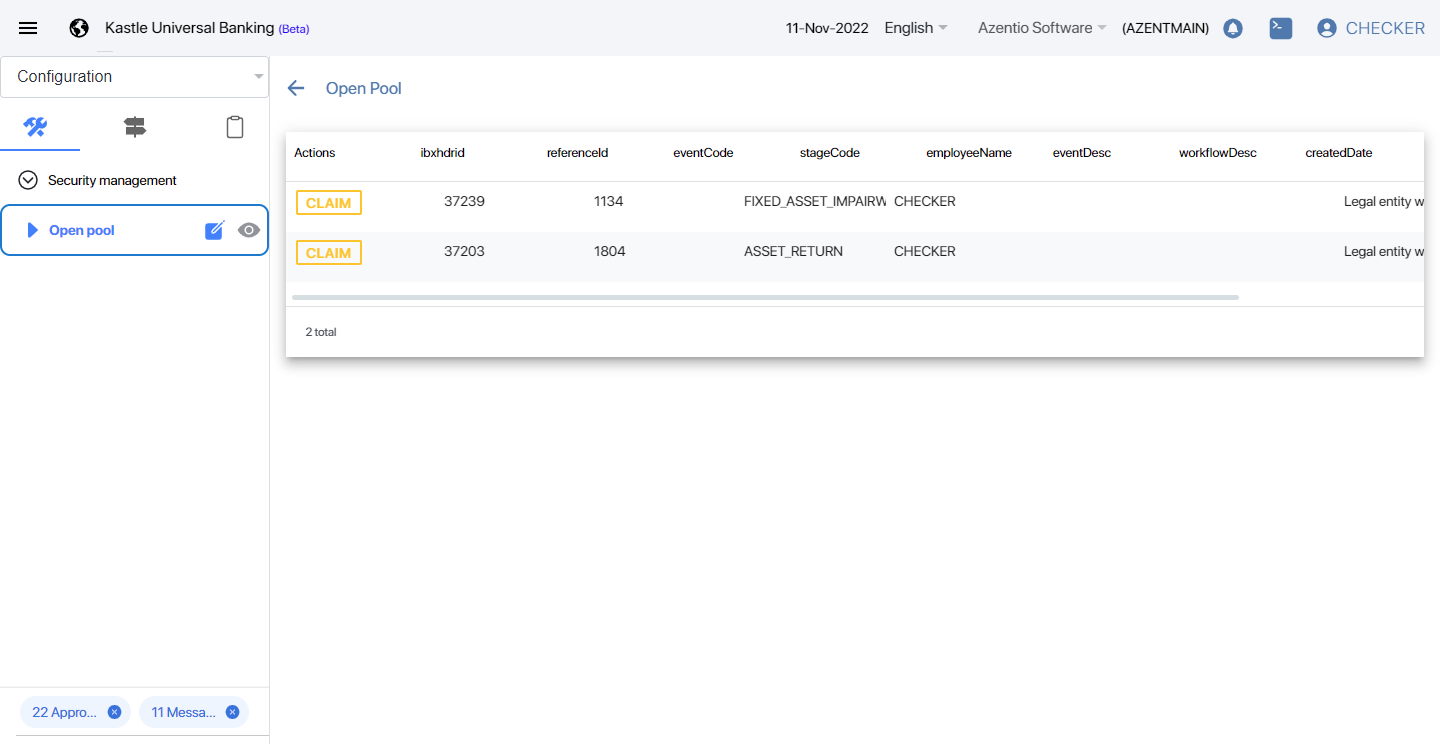 Kastle Universal Banking (Beta)
11-Nov-2022 English Azentio Software (AZENTMAIN) CHECKER
Configuration
Security management
Open pool
22 Appro... 11 Messa...
Open Pool
Actions ibxhdrid referenceId eventCode stageCode employeeName eventDesc workflowDesc createdDate
CLAIM 37239 1134 FIXED_ASSET_IMPAIRW CHECKER Legal entity w
CLAIM 37203 1804 ASSET_RETURN CHECKER Legal entity w
2 total